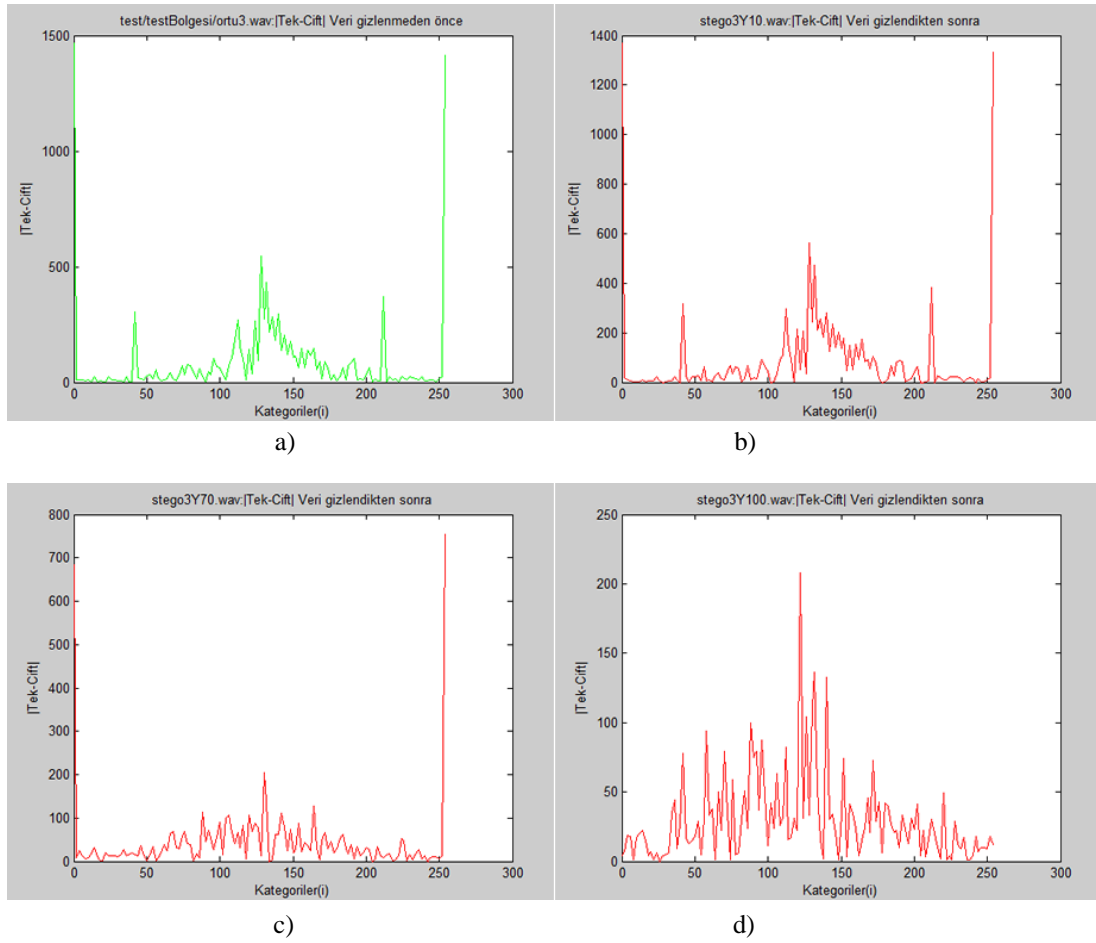 test/testBolgesi/ortu3.wav:|Tek-Cift| Veri gizlenmeden önce
1500
1000
500
0
|Tek-Cift|
0 50 100 150 200 250 300
Kategoriler(i)
a)
stego3Y10.wav:|Tek-Cift| Veri gizlendikten sonra
1400
1200
1000
800
600
400
200
0
|Tek-Cift|
0 50 100 150 200 250 300
Kategoriler(i)
b)
stego3Y70.wav:|Tek-Cift| Veri gizlendikten sonra
800
700
600
500
400
300
200
100
0
|Tek-Cift|
0 50 100 150 200 250 300
Kategoriler(i)
c)
stego3Y100.wav:|Tek-Cift| Veri gizlendikten sonra
250
200
150
100
50
0
|Tek-Cift|
0 50 100 150 200 250 300
Kategoriler(i)
d)